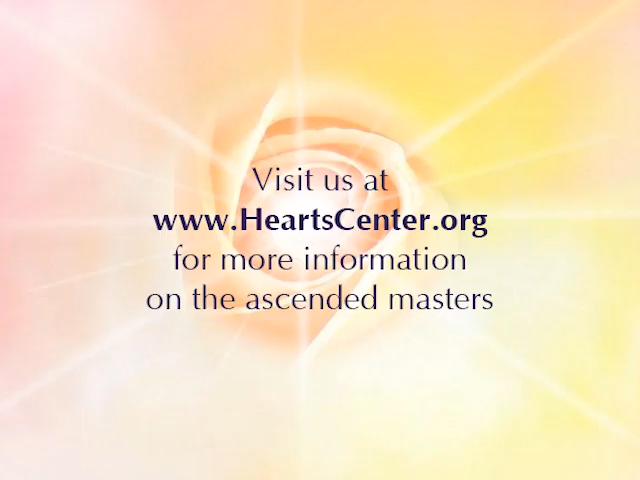 Visit us at
www.HeartsCenter.org
for more information
on the ascended masters